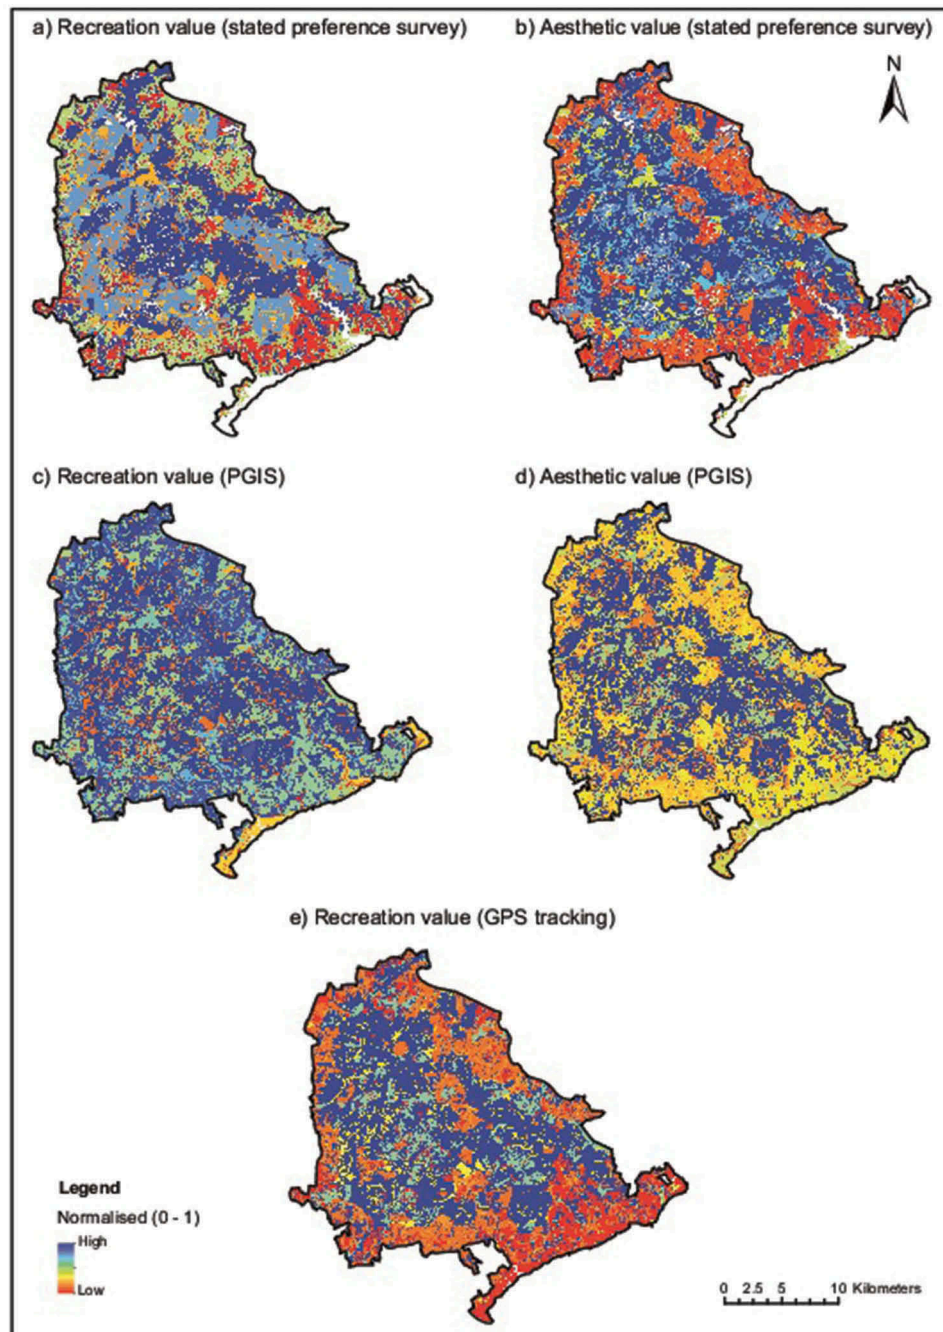 a) Recreation value (stated preference survey)
b) Aesthetic value (stated preference survey)
N
c) Recreation value (PGIS)
d) Aesthetic value (PGIS)
e) Recreation value (GPS tracking)
Legend
Normalised (0 - 1)
High
Low
0 2.5 5 10 Kilometers